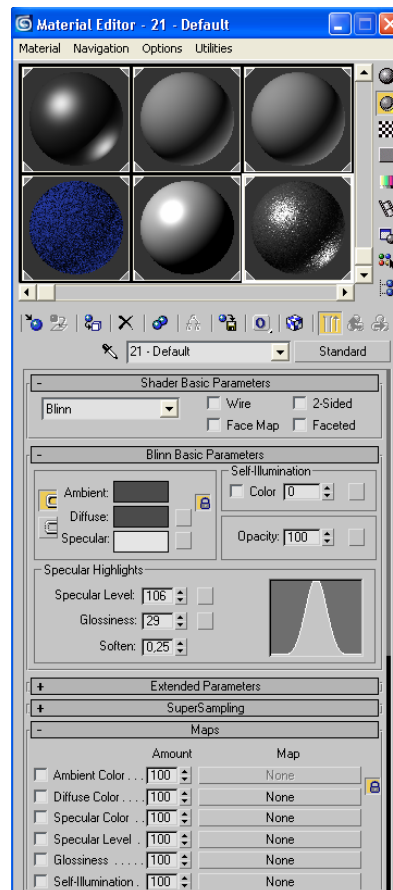 Material Editor - 21 - Default
Material Navigation Options Utilities
21 - Default Standard
- Shader Basic Parameters
Blinn Wire 2-Sided
Face Map Faceted
- Blinn Basic Parameters
Self-Illumination
Ambient: Color 0
Diffuse:
Specular: Opacity: 100
Specular Highlights
Specular Level: 106
Glossiness: 29
Soften: 0,25
+ Extended Parameters
+ SuperSampling
- Maps
Amount Map
Ambient Color . . . 100 None
Diffuse Color . . . . 100 None
Specular Color . . 100 None
Specular Level . 100 None
Glossiness . . . . . 100 None
Self-Illumination . 100 None